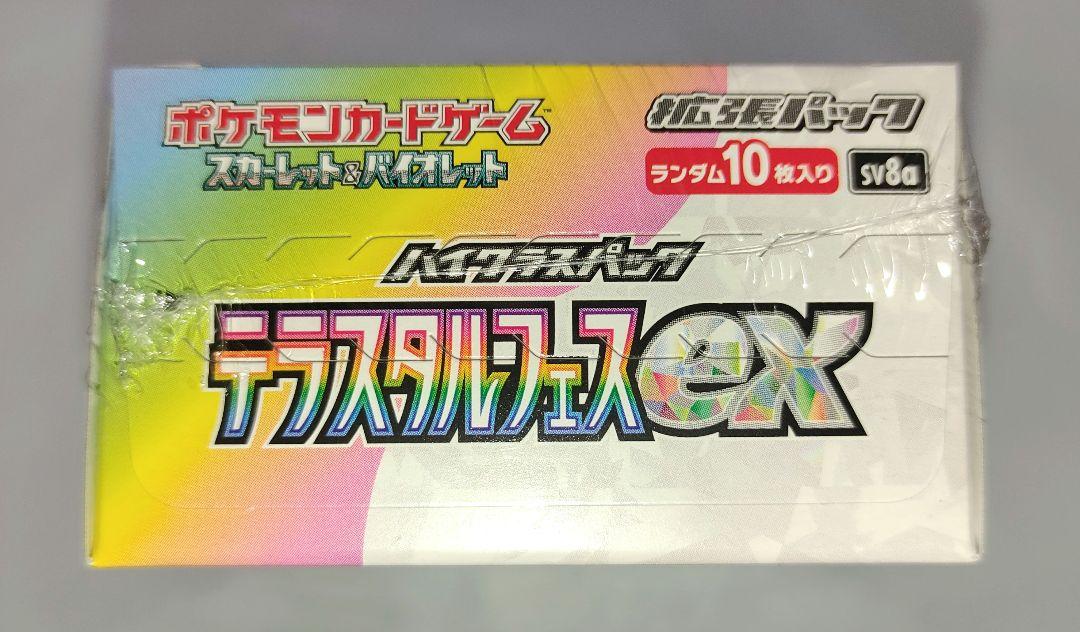 ポケモンカードゲーム™
スカーレット&バイオレット
拡張パック
ランダム10枚入り
SV8a
ハイクラスパック
テラスタルフェスex